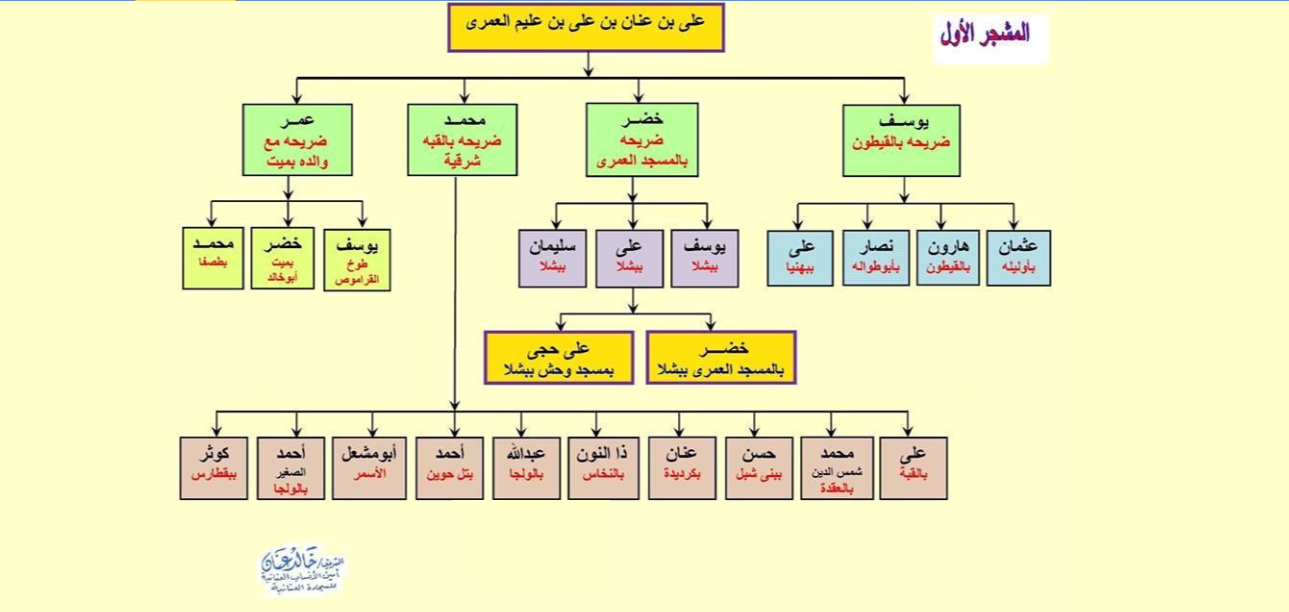 المشجر الأول
على بن عنان بن على بن عليم العمرى
يوسـف
ضريحه بالقيطون
خضـر
ضريحه
بالمسجد العمرى
محمـد
ضريحه بالقبه
شرقية
عمـر
ضريحه مع
والده بميت
عثمان
بأوليله
هارون
بالقيطون
نصار
بأبوطواله
على
ببهنيا
يوسف
ببشلا
على
ببشلا
سليمان
ببشلا
يوسف
طوخ
القراموص
خضـر
بميت
أبوخالد
محمـد
بطصفا
خضــــر
بالمسجد العمرى ببشلا
على حجى
بمسجد وحش ببشلا
على
بالقبة
محمد
شمس الدين
بالعقدة
حسن
ببنى شبل
عنان
بكرديدة
ذا النون
بالنخاس
عبدالله
بالولجا
أحمد
بتل حوين
أبومشعل
الأسمر
أحمد
الصغير
بالولجا
كوثر
ببقطارس
الشريف/ خالد عنان
أمين الأنساب العنانية
للسجادة العنانية